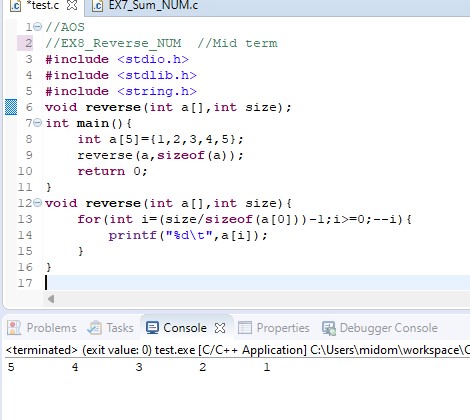 *test.c EX7_Sum_NUM.c
1 //AOS
2 //EX8_Reverse_NUM  //Mid term
3 #include <stdio.h>
4 #include <stdlib.h>
5 #include <string.h>
6 void reverse(int a[],int size);
7 int main(){
8     int a[5]={1,2,3,4,5};
9     reverse(a,sizeof(a));
10     return 0;
11 }
12 void reverse(int a[],int size){
13     for(int i=(size/sizeof(a[0]))-1;i>=0;--i){
14         printf("%d\t",a[i]);
15     }
16 }
17
Problems Tasks Console Properties Debugger Console
<terminated> (exit value: 0) test.exe [C/C++ Application] C:\Users\midom\workspace\C
5 4 3 2 1